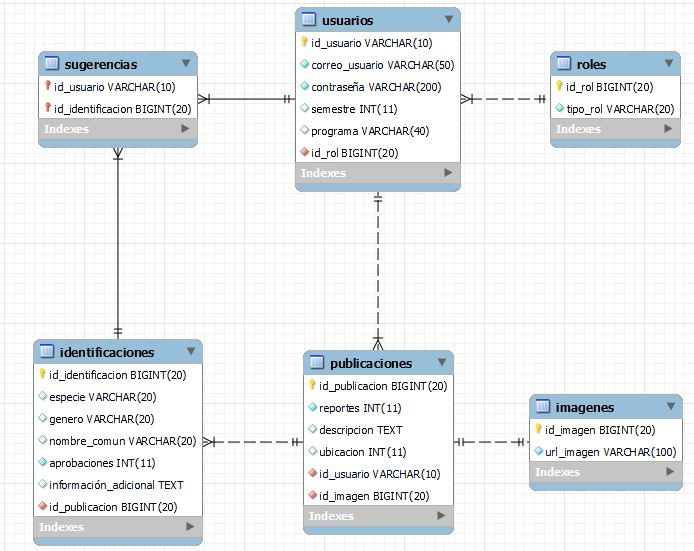 usuarios
id_usuario VARCHAR(10)
correo_usuario VARCHAR(50)
contraseña VARCHAR(200)
semestre INT(11)
programa VARCHAR(40)
id_rol BIGINT(20)
Indexes
sugerencias
id_usuario VARCHAR(10)
id_identificacion BIGINT(20)
Indexes
roles
id_rol BIGINT(20)
tipo_rol VARCHAR(20)
Indexes
identificaciones
id_identificacion BIGINT(20)
especie VARCHAR(20)
genero VARCHAR(20)
nombre_comun VARCHAR(20)
aprobaciones INT(11)
información_adicional TEXT
id_publicacion BIGINT(20)
Indexes
publicaciones
id_publicacion BIGINT(20)
reportes INT(11)
descripcion TEXT
ubicacion INT(11)
id_usuario VARCHAR(10)
id_imagen BIGINT(20)
Indexes
imagenes
id_imagen BIGINT(20)
url_imagen VARCHAR(100)
Indexes